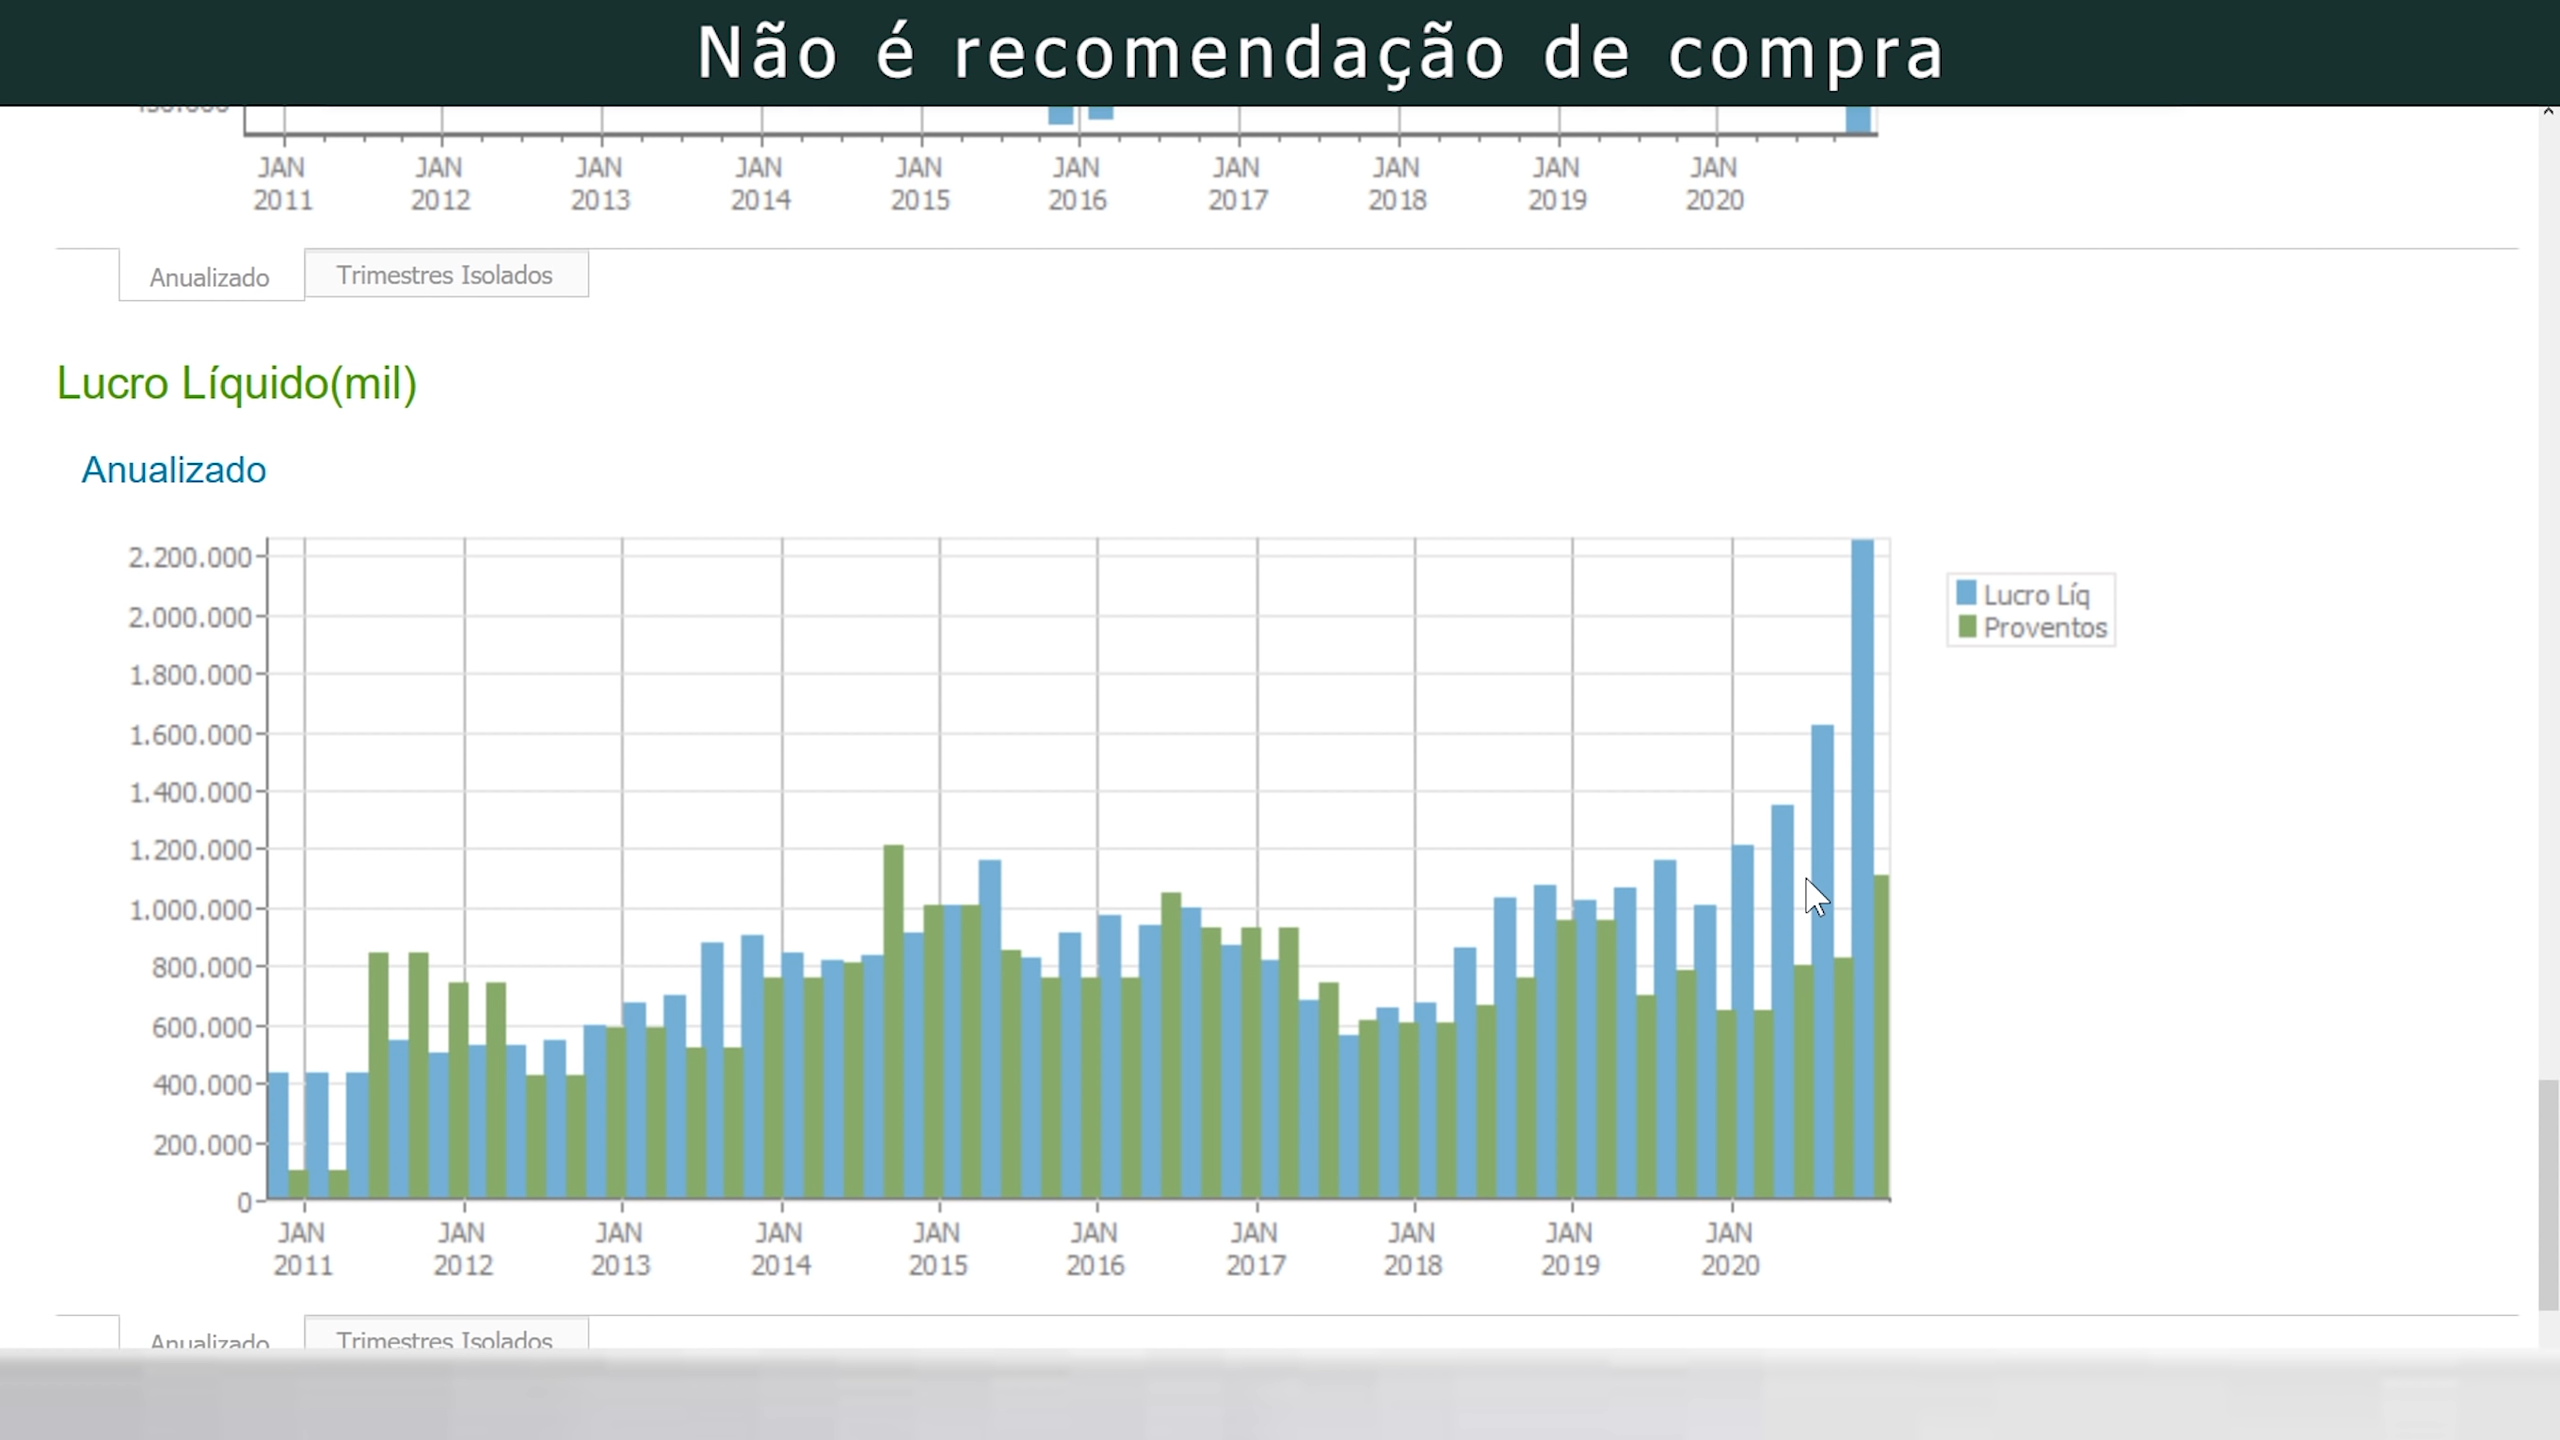 Não é recomendação de compra
JAN JAN JAN JAN JAN JAN JAN JAN JAN JAN
2011 2012 2013 2014 2015 2016 2017 2018 2019 2020
Anualizado Trimestres Isolados
Lucro Líquido(mil)
Anualizado
2.200.000
Lucro Líq
2.000.000
Proventos
1.800.000
1.600.000
1.400.000
1.200.000
1.000.000
800.000
600.000
400.000
200.000
0
JAN JAN JAN JAN JAN JAN JAN JAN JAN JAN
2011 2012 2013 2014 2015 2016 2017 2018 2019 2020
Anualizado Trimestres Isolados